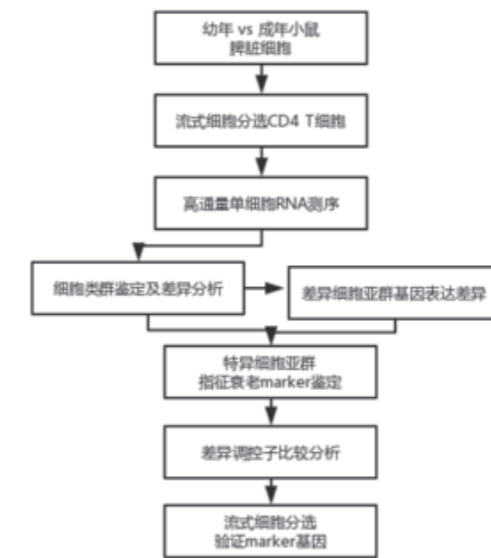 幼年 vs 成年小鼠
脾脏细胞
流式细胞分选CD4 T细胞
高通量单细胞RNA测序
细胞类群鉴定及差异分析
差异细胞亚群基因表达差异
特异细胞亚群
指征衰老marker鉴定
差异调控子比较分析
流式细胞分选
验证marker基因